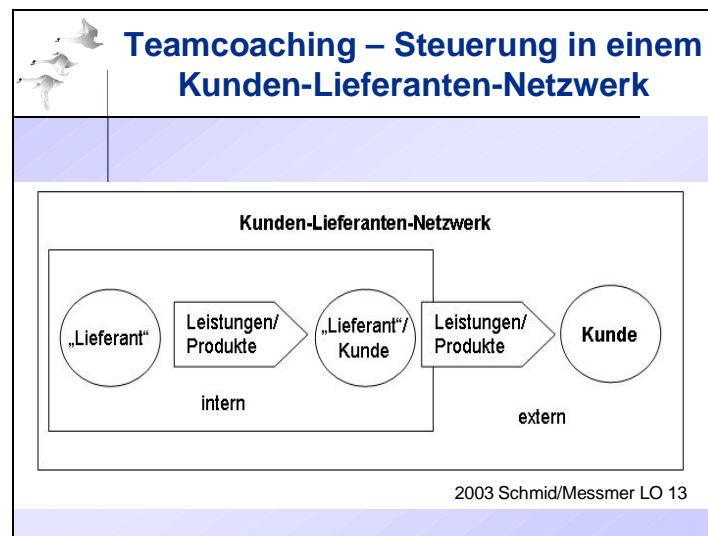 Teamcoaching – Steuerung in einem
Kunden-Lieferanten-Netzwerk
Kunden-Lieferanten-Netzwerk
„Lieferant“
Leistungen/
Produkte
„Lieferant“/
Kunde
Leistungen/
Produkte
Kunde
intern
extern
2003 Schmid/Messmer LO 13